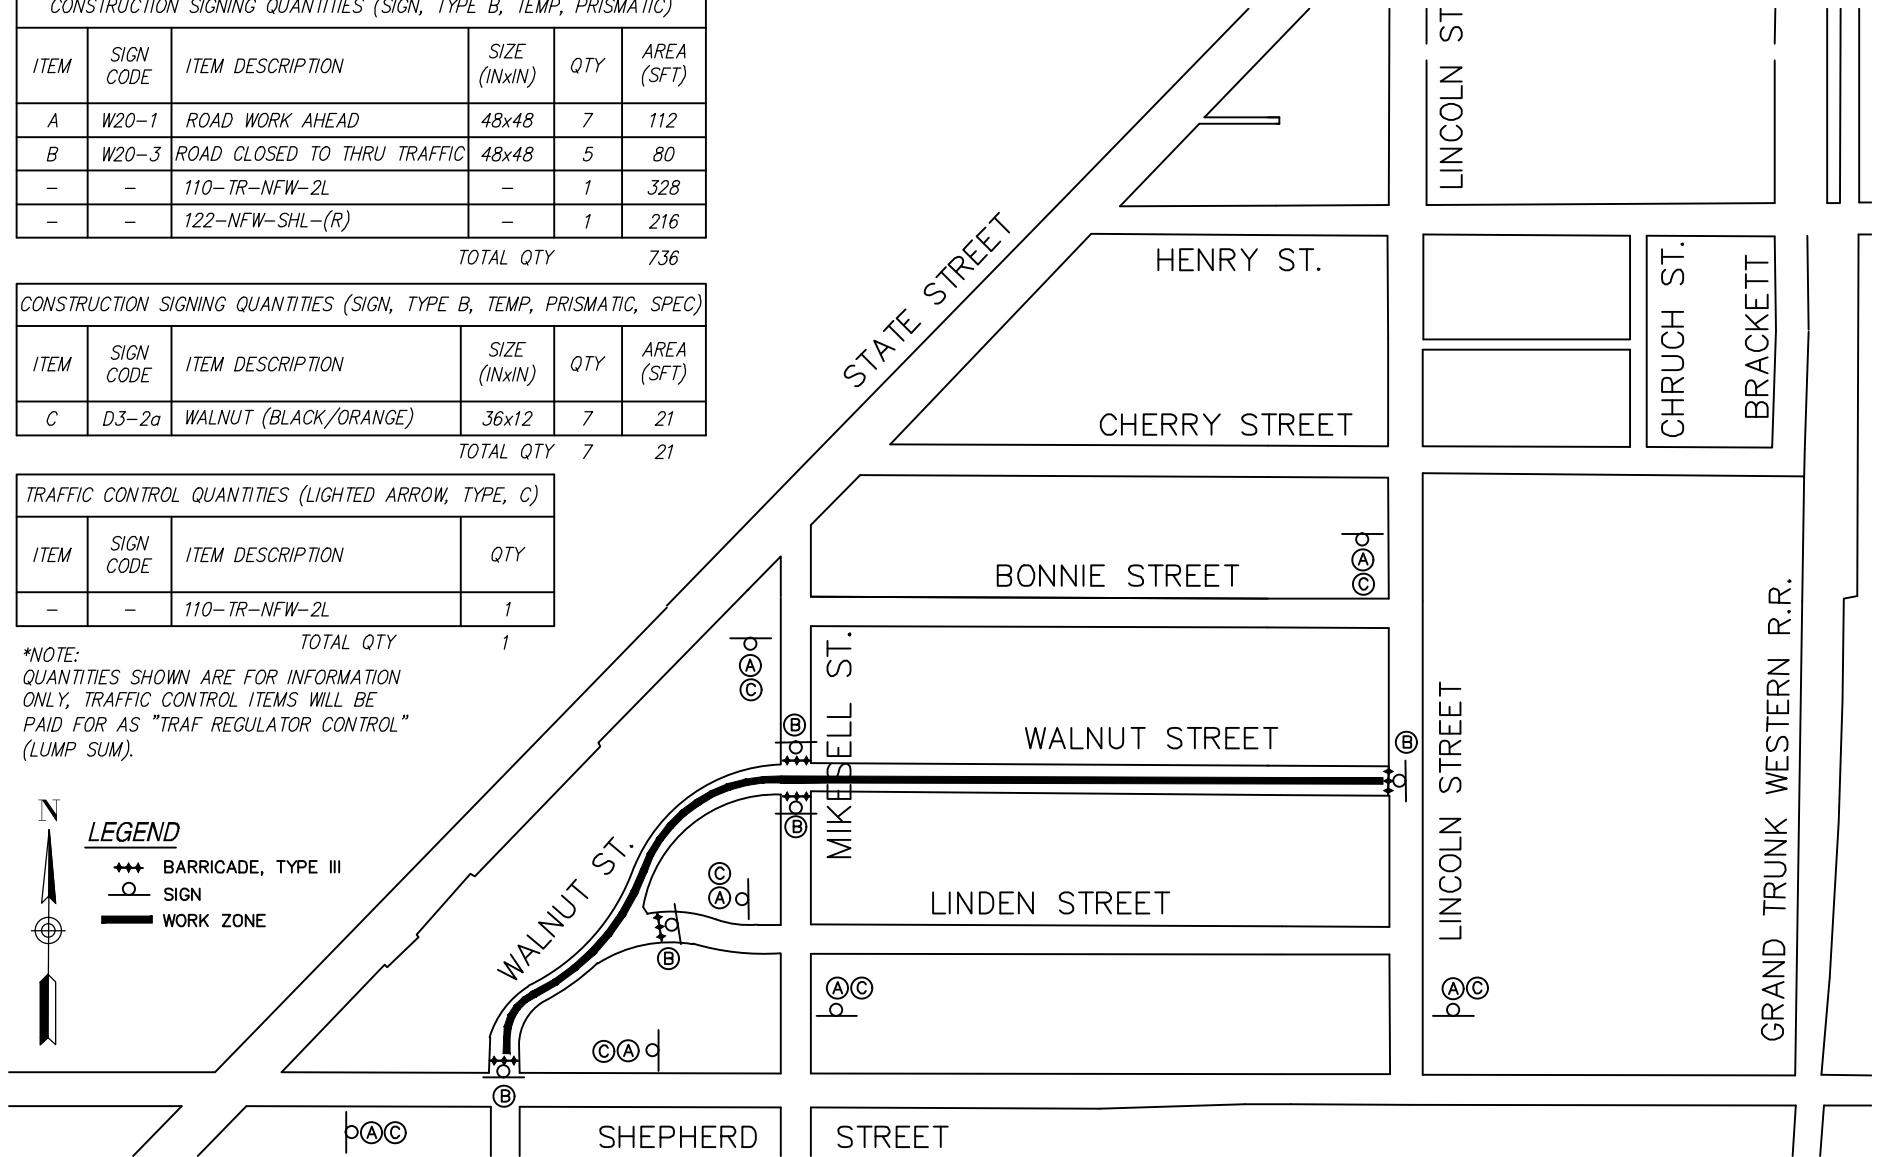 CONSTRUCTION SIGNING QUANTITIES (SIGN, TYPE B, TEMP, PRISMATIC)
ITEM SIGN CODE ITEM DESCRIPTION SIZE (INxIN) QTY AREA (SFT)
A W20-1 ROAD WORK AHEAD 48x48 7 112
B W20-3 ROAD CLOSED TO THRU TRAFFIC 48x48 5 80
- - 110-TR-NFW-2L - 1 328
- - 122-NFW-SHL-(R) - 1 216
TOTAL QTY 736
CONSTRUCTION SIGNING QUANTITIES (SIGN, TYPE B, TEMP, PRISMATIC, SPEC)
ITEM SIGN CODE ITEM DESCRIPTION SIZE (INxIN) QTY AREA (SFT)
C D3-2a WALNUT (BLACK/ORANGE) 36x12 7 21
TOTAL QTY 7 21
TRAFFIC CONTROL QUANTITIES (LIGHTED ARROW, TYPE, C)
ITEM SIGN CODE ITEM DESCRIPTION QTY
- - 110-TR-NFW-2L 1
TOTAL QTY 1
*NOTE:
QUANTITIES SHOWN ARE FOR INFORMATION
ONLY, TRAFFIC CONTROL ITEMS WILL BE
PAID FOR AS "TRAF REGULATOR CONTROL"
(LUMP SUM).
N
LEGEND
BARRICADE, TYPE III
SIGN
WORK ZONE
STATE STREET
LINCOLN ST
HENRY ST.
CHRUCH ST.
BRACKETT
CHERRY STREET
BONNIE STREET
A
C
A
C
B
MIKESELL ST.
WALNUT STREET
B
LINCOLN STREET
GRAND TRUNK WESTERN R.R.
B
WALNUT ST.
C
A
LINDEN STREET
B
A C
A C
C A
B
A C
SHEPHERD STREET